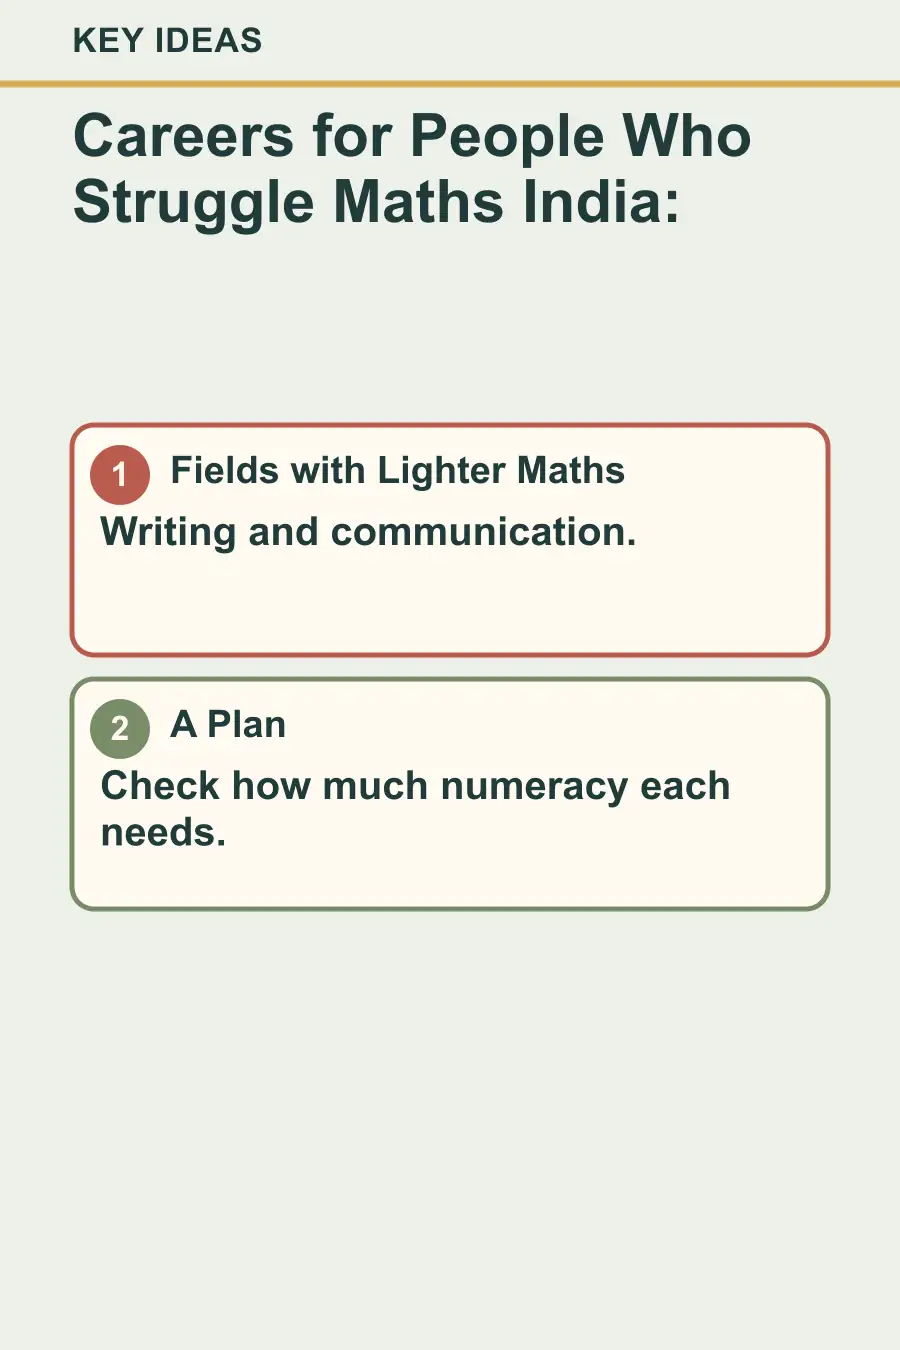 KEY IDEAS
Careers for People Who
Struggle Maths India:
1 Fields with Lighter Maths
Writing and communication.
2 A Plan
Check how much numeracy each
needs.